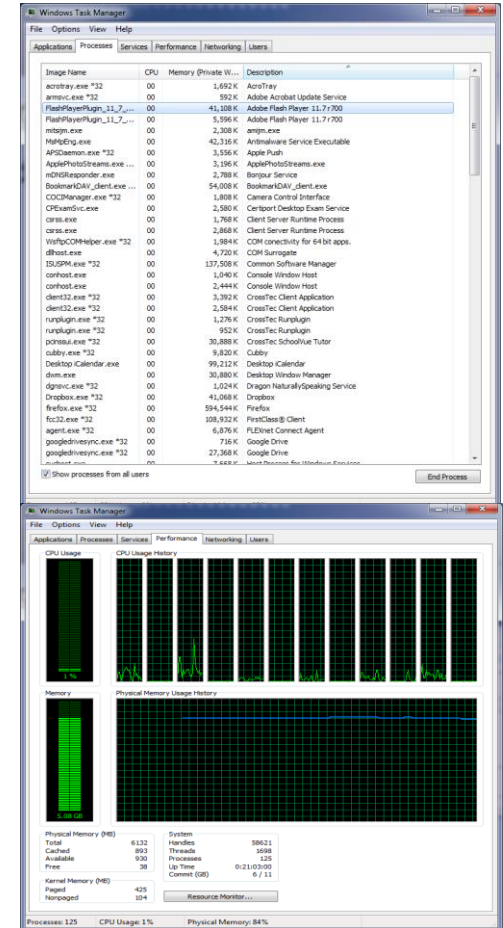 Windows Task Manager
File Options View Help
Applications Processes Services Performance Networking Users
Image Name CPU Memory (Private W... Description
acrotray.exe *32 00 1,692 K AcroTray
armsvc.exe *32 00 592 K Adobe Acrobat Update Service
FlashPlayerPlugin_11_7_... 00 41,108 K Adobe Flash Player 11.7 r700
FlashPlayerPlugin_11_7_... 00 5,596 K Adobe Flash Player 11.7 r700
mitsijm.exe 00 2,308 K amijm.exe
MsMpEng.exe 00 42,316 K Antimalware Service Executable
APSDaemon.exe *32 00 3,556 K Apple Push
ApplePhotoStreams.exe ... 00 3,196 K ApplePhotoStreams.exe
mDNSResponder.exe 00 2,788 K Bonjour Service
BookmarkDAV_client.exe ... 00 54,008 K BookmarkDAV_client.exe
COCIManager.exe *32 00 1,808 K Camera Control Interface
CPExamSvc.exe 00 2,580 K Certiport Desktop Exam Service
csrss.exe 00 1,768 K Client Server Runtime Process
csrss.exe 00 2,868 K Client Server Runtime Process
WsftpCOMHelper.exe *32 00 1,984 K COM conectivity for 64 bit apps.
dllhost.exe 00 4,720 K COM Surrogate
ISUSPM.exe *32 00 137,508 K Common Software Manager
conhost.exe 00 1,040 K Console Window Host
conhost.exe 00 2,444 K Console Window Host
client32.exe *32 00 3,392 K CrossTec Client Application
client32.exe *32 00 2,584 K CrossTec Client Application
runplugin.exe *32 00 1,276 K CrossTec Runplugin
runplugin.exe *32 00 952 K CrossTec Runplugin
pcinssui.exe *32 00 30,888 K CrossTec SchoolVue Tutor
cubby.exe *32 00 9,820 K Cubby
Desktop iCalendar.exe 00 99,212 K Desktop iCalendar
dwm.exe 00 30,880 K Desktop Window Manager
dgnsvc.exe *32 00 1,024 K Dragon NaturallySpeaking Service
Dropbox.exe *32 00 41,068 K Dropbox
firefox.exe *32 00 594,544 K Firefox
fcc32.exe *32 00 108,932 K FirstClass® Client
agent.exe *32 00 6,876 K FLEXnet Connect Agent
googledrivesync.exe *32 00 716 K Google Drive
googledrivesync.exe *32 00 27,368 K Google Drive
svchost.exe 00 7,668 K Host Process for Windows Services
Show processes from all users
End Process
Windows Task Manager
File Options View Help
Applications Processes Services Performance Networking Users
CPU Usage CPU Usage History
1 %
Memory Physical Memory Usage History
5.08 GB
Physical Memory (MB)
Total 6132
Cached 893
Available 930
Free 38
Kernel Memory (MB)
Paged 425
Nonpaged 104
System
Handles 58621
Threads 1698
Processes 125
Up Time 0:21:03:00
Commit (GB) 6 / 11
Resource Monitor...
Processes: 125 CPU Usage: 1% Physical Memory: 84%